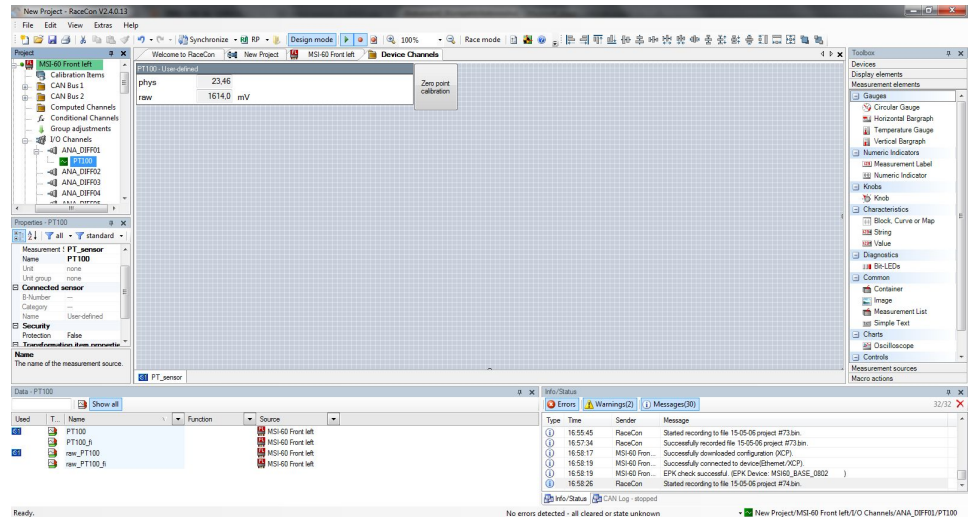 New Project - RaceCon V2.4.0.13
File Edit View Extras Help
Synchronize RP Design mode 100% Race mode
Project
MSI-60 Front left
Calibration Items
CAN Bus 1
CAN Bus 2
Computed Channels
Conditional Channels
Group adjustments
I/O Channels
ANA_DIFF01
PT100
ANA_DIFF02
ANA_DIFF03
ANA_DIFF04
ANA_DIFF05
Properties - PT100
all standard
Measurement PT_sensor
Name PT100
Unit none
Unit group none
Connected sensor
B-Number ---
Category ---
Name User-defined
Security
Protection False
Transformation item propertie
Name
The name of the measurement source.
Welcome to RaceCon New Project MSI-60 Front left Device Channels
PT100 - User-defined
phys 23,46
raw 1614,0 mV
Zero point
calibration
PT_sensor
Toolbox
Devices
Display elements
Measurement elements
Gauges
Circular Gauge
Horizontal Bargraph
Temperature Gauge
Vertical Bargraph
Numeric Indicators
Measurement Label
Numeric Indicator
Knobs
Knob
Characteristics
Block, Curve or Map
String
Value
Diagnostics
Bit-LEDs
Common
Container
Image
Measurement List
Simple Text
Charts
Oscilloscope
Controls
Measurement sources
Macro actions
Data - PT100
Show all
Used T... Name Function Source
PT100 MSI-60 Front left
PT100_fi MSI-60 Front left
raw_PT100 MSI-60 Front left
raw_PT100_fi MSI-60 Front left
Info/Status
Errors Warnings(2) Messages(30) 32/32
Type Time Sender Message
16:55:45 RaceCon Started recording to file 15-05-06 project #73.bin.
16:57:34 RaceCon Successfully recorded file 15-05-06 project #73.bin.
16:58:17 MSI-60 Fron... Successfully downloaded configuration (XCP).
16:58:19 MSI-60 Fron... Successfully connected to device(Ethernet/XCP).
16:58:19 MSI-60 Fron... EPK check successful. (EPK Device: MSI60_BASE_0802 )
16:58:26 RaceCon Started recording to file 15-05-06 project #74.bin.
Info/Status CAN Log - stopped
Ready. No errors detected - all cleared or state unknown New Project/MSI-60 Front left/I/O Channels/ANA_DIFF01/PT100